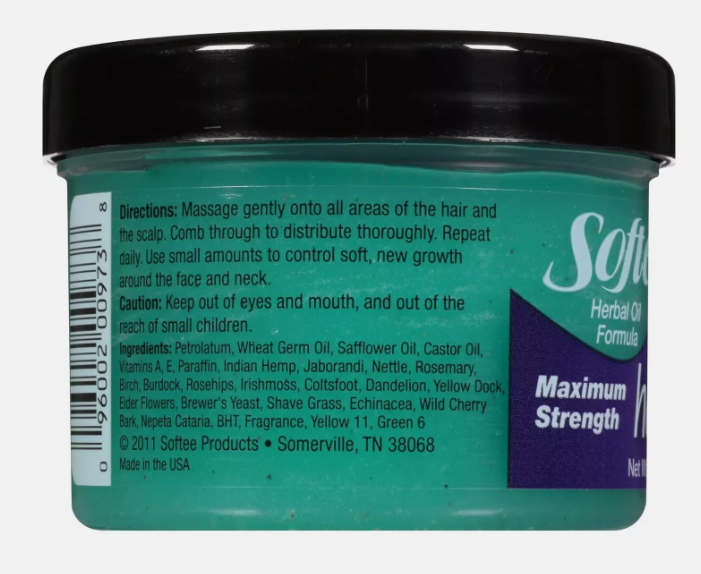 Directions: Massage gently onto all areas of the hair and
the scalp. Comb through to distribute thoroughly. Repeat
daily. Use small amounts to control soft, new growth
around the face and neck.
Caution: Keep out of eyes and mouth, and out of the
reach of small children.
Ingredients: Petrolatum, Wheat Germ Oil, Safflower Oil, Castor Oil,
Vitamins A, E, Paraffin, Indian Hemp, Jaborandi, Nettle, Rosemary,
Birch, Burdock, Rosehips, Irishmoss, Coltsfoot, Dandelion, Yellow Dock,
Elder Flowers, Brewer's Yeast, Shave Grass, Echinacea, Wild Cherry
Bark, Nepeta Cataria, BHT, Fragrance, Yellow 11, Green 6
© 2011 Softee Products • Somerville, TN 38068
Made in the USA
0 96002 00973 8
Softe
Herbal Oil
Formula
Maximum
Strength
h
Net